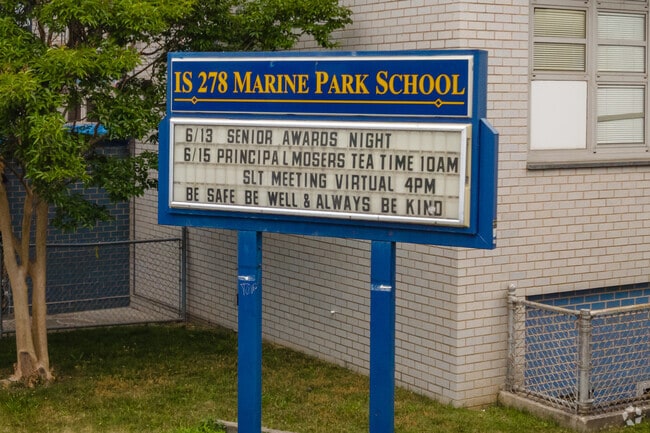 IS 278 MARINE PARK SCHOOL
6/13 SENIOR AWARDS NIGHT
6/15 PRINCIPAL MOSERS TEA TIME 10AM
SLT MEETING VIRTUAL 4PM
BE SAFE BE WELL & ALWAYS BE KIND